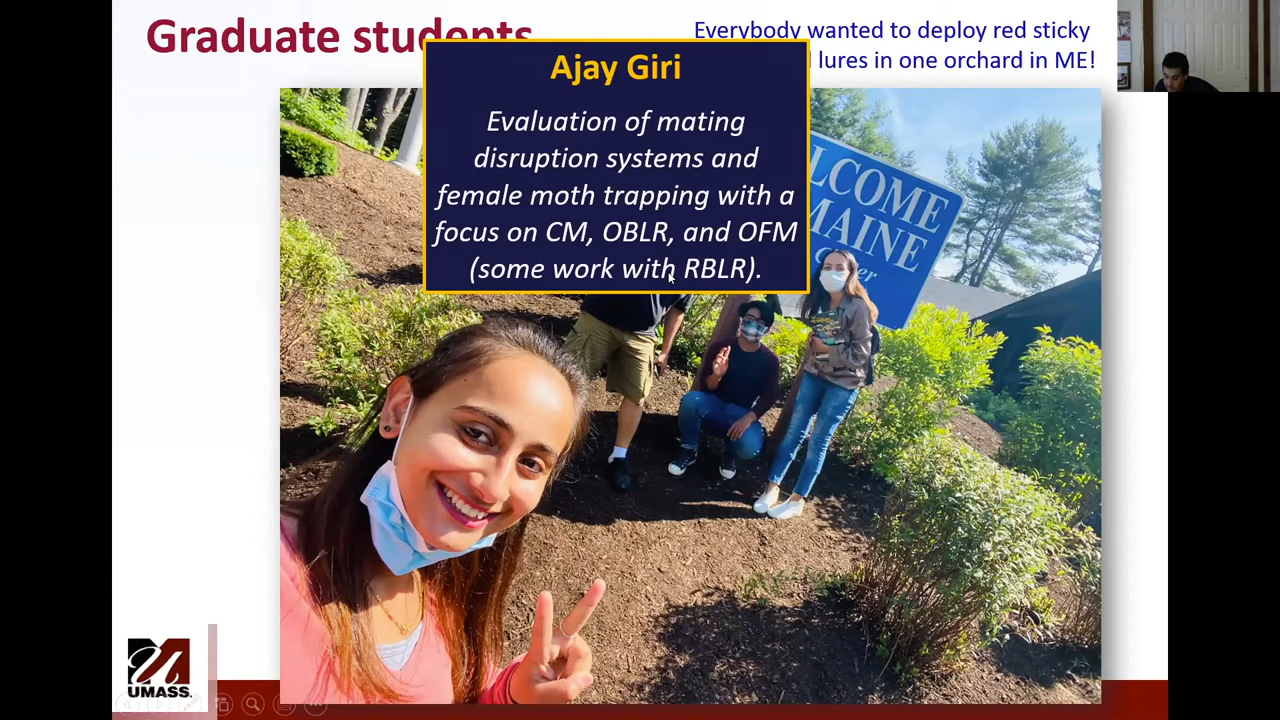 Graduate students
Everybody wanted to deploy red sticky
lures in one orchard in ME!
Ajay Giri
Evaluation of mating
disruption systems and
female moth trapping with a
focus on CM, OBLR, and OFM
(some work with RBLR).
LCOME
MAINE
UMASS.